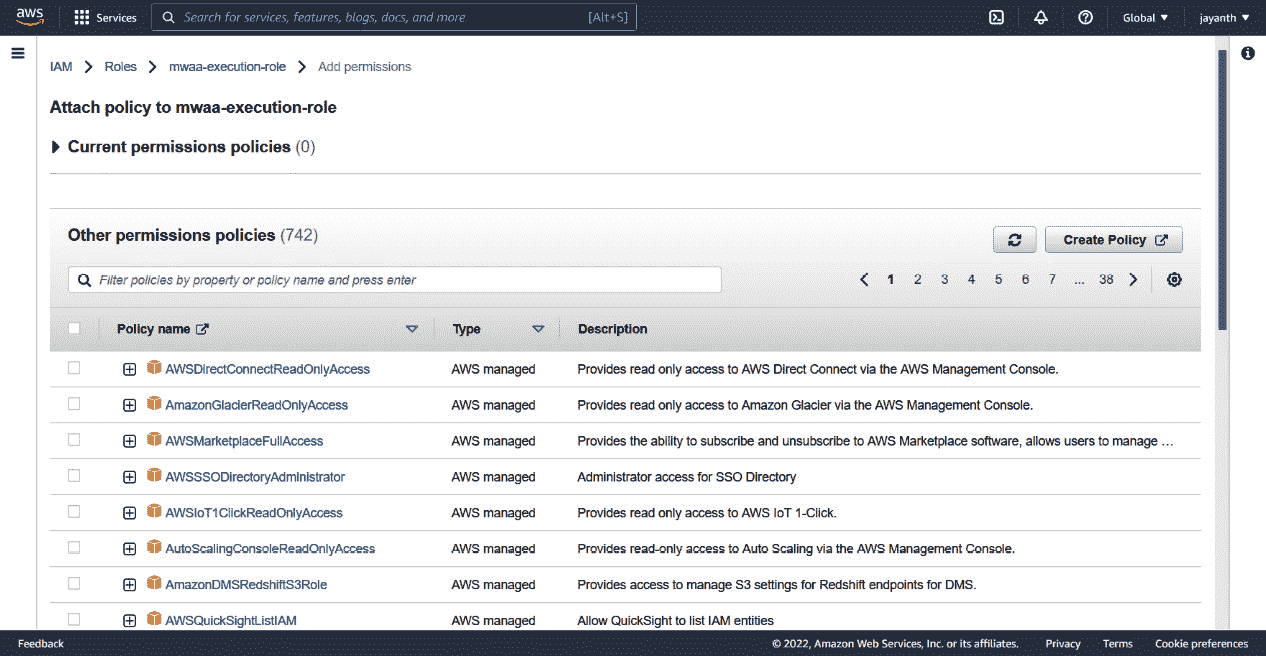 aws Services Search for services, features, blogs, docs, and more [Alt+S] Global ▼ jayanth ▼
IAM > Roles > mwaa-execution-role > Add permissions
Attach policy to mwaa-execution-role
Current permissions policies (0)
Other permissions policies (742)
Create Policy
Filter policies by property or policy name and press enter
1 2 3 4 5 6 7 ... 38
Policy name Type Description
AWSDirectConnectReadOnlyAccess AWS managed Provides read only access to AWS Direct Connect via the AWS Management Console.
AmazonGlacierReadOnlyAccess AWS managed Provides read only access to Amazon Glacier via the AWS Management Console.
AWSMarketplaceFullAccess AWS managed Provides the ability to subscribe and unsubscribe to AWS Marketplace software, allows users to manage …
AWSSSODirectoryAdministrator AWS managed Administrator access for SSO Directory
AWSIoT1ClickReadOnlyAccess AWS managed Provides read only access to AWS IoT 1-Click.
AutoScalingConsoleReadOnlyAccess AWS managed Provides read-only access to Auto Scaling via the AWS Management Console.
AmazonDMSRedshiftS3Role AWS managed Provides access to manage S3 settings for Redshift endpoints for DMS.
AWSQuickSightListIAM AWS managed Allow QuickSight to list IAM entities
Feedback © 2022, Amazon Web Services, Inc. or its affiliates. Privacy Terms Cookie preferences